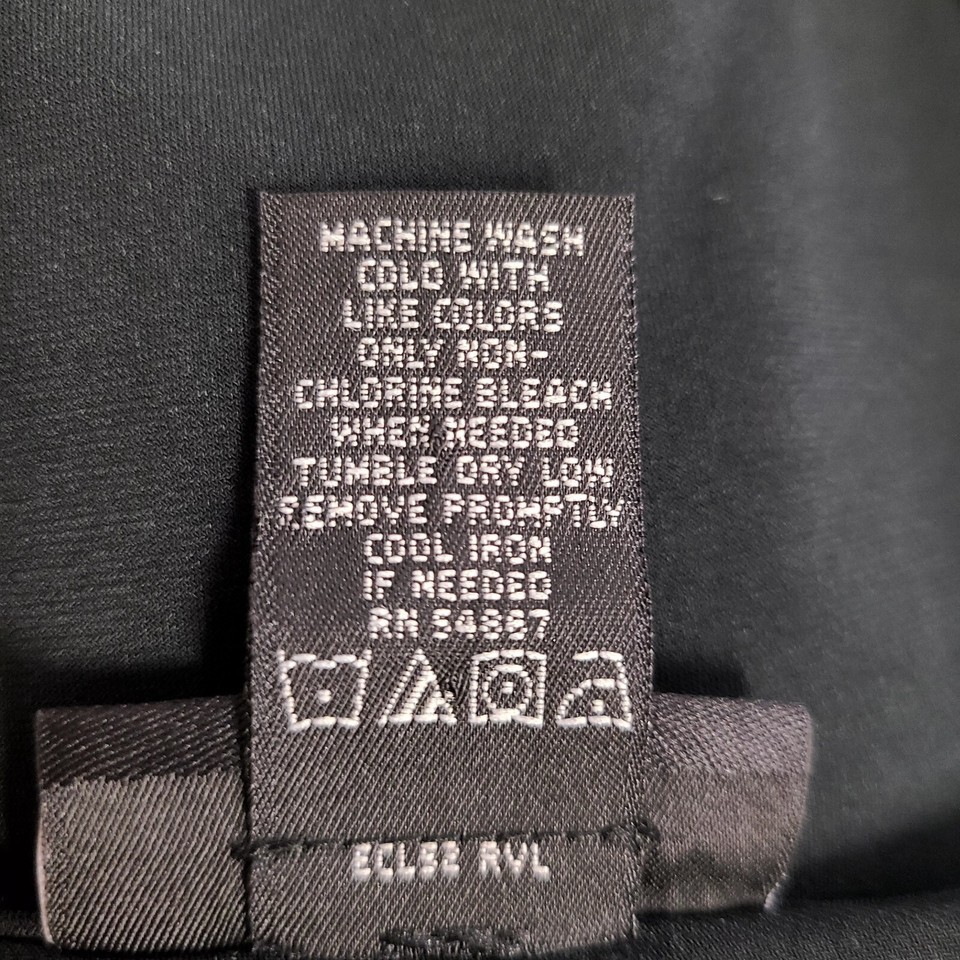 MACHINE WASH
COLD WITH
LIKE COLORS
ONLY NON-
CHLORINE BLEACH
WHEN NEEDED
TUMBLE DRY LOW
REMOVE PROMPTLY
COOL IRON
IF NEEDED
RN 54867
RVL